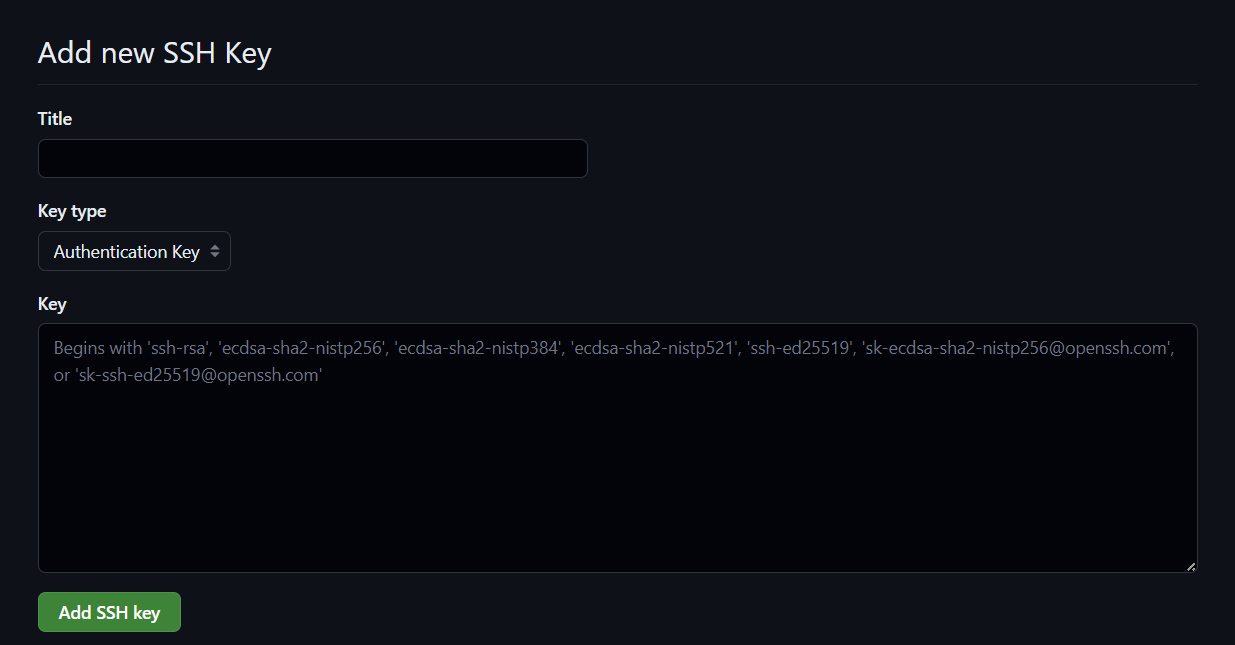 Add new SSH Key
Title
Key type
Authentication Key
Key
Begins with 'ssh-rsa', 'ecdsa-sha2-nistp256', 'ecdsa-sha2-nistp384', 'ecdsa-sha2-nistp521', 'ssh-ed25519', 'sk-ecdsa-sha2-nistp256@openssh.com',
or 'sk-ssh-ed25519@openssh.com'
Add SSH key